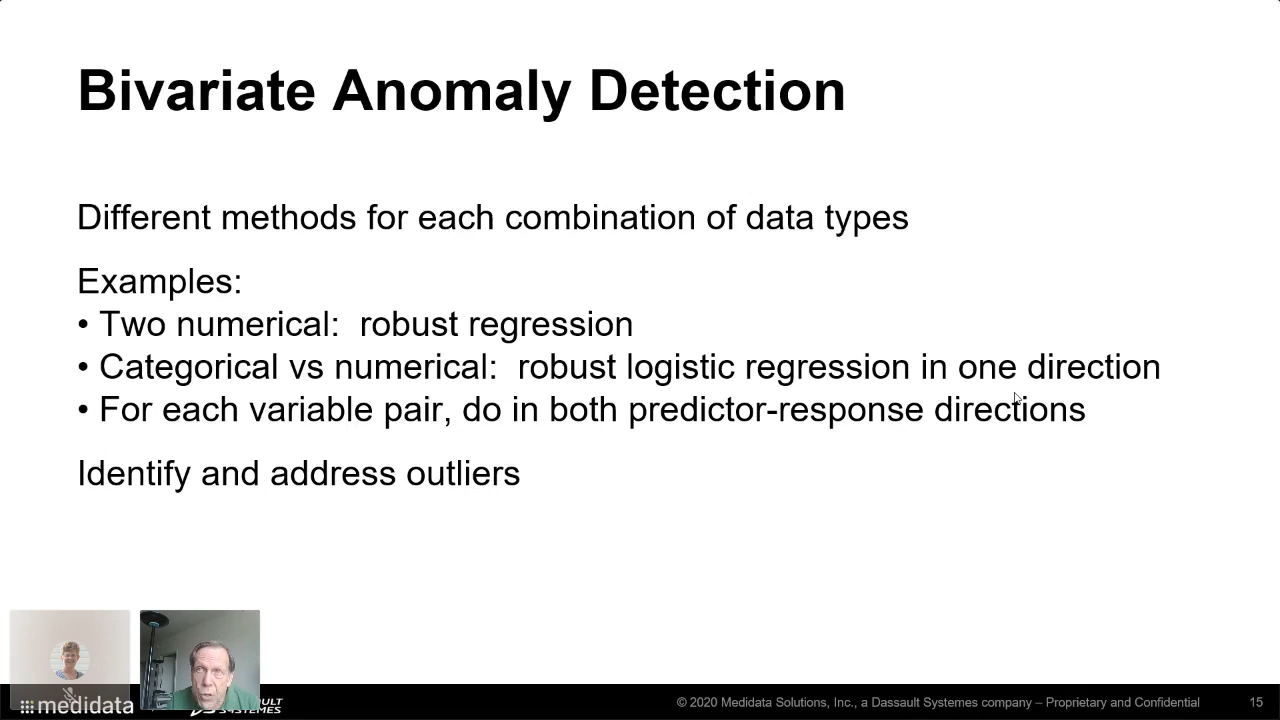 Bivariate Anomaly Detection
Different methods for each combination of data types
Examples:
• Two numerical:  robust regression
• Categorical vs numerical:  robust logistic regression in one direction
• For each variable pair, do in both predictor-response directions
Identify and address outliers
medidata
SYSTEMES
© 2020 Medidata Solutions, Inc., a Dassault Systemes company – Proprietary and Confidential
15